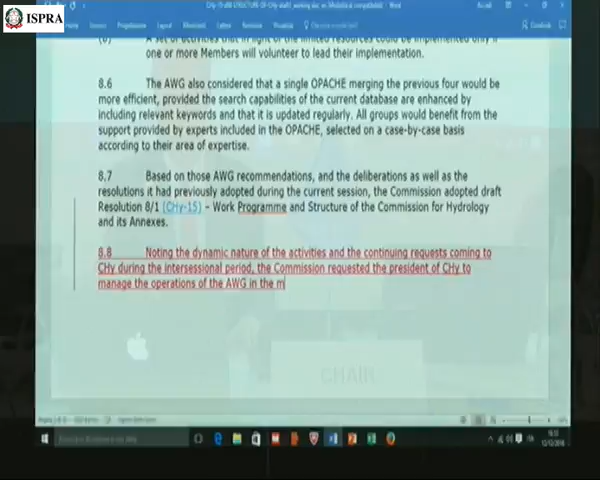 ISPRA
(b) A set of activities that in light of the limited resources could be implemented only if
one or more Members will volunteer to lead their implementation.
8.6 The AWG also considered that a single OPACHE merging the previous four would be
more efficient, provided the search capabilities of the current database are enhanced by
including relevant keywords and that it is updated regularly. All groups would benefit from the
support provided by experts included in the OPACHE, selected on a case-by-case basis
according to their area of expertise.
8.7 Based on those AWG recommendations, and the deliberations as well as the
resolutions it had previously adopted during the current session, the Commission adopted draft
Resolution 8/1 (CHy-15) – Work Programme and Structure of the Commission for Hydrology
and its Annexes.
8.8 Noting the dynamic nature of the activities and the continuing requests coming to
CHy during the intersessional period, the Commission requested the president of CHy to
manage the operations of the AWG in the m
CHAIR